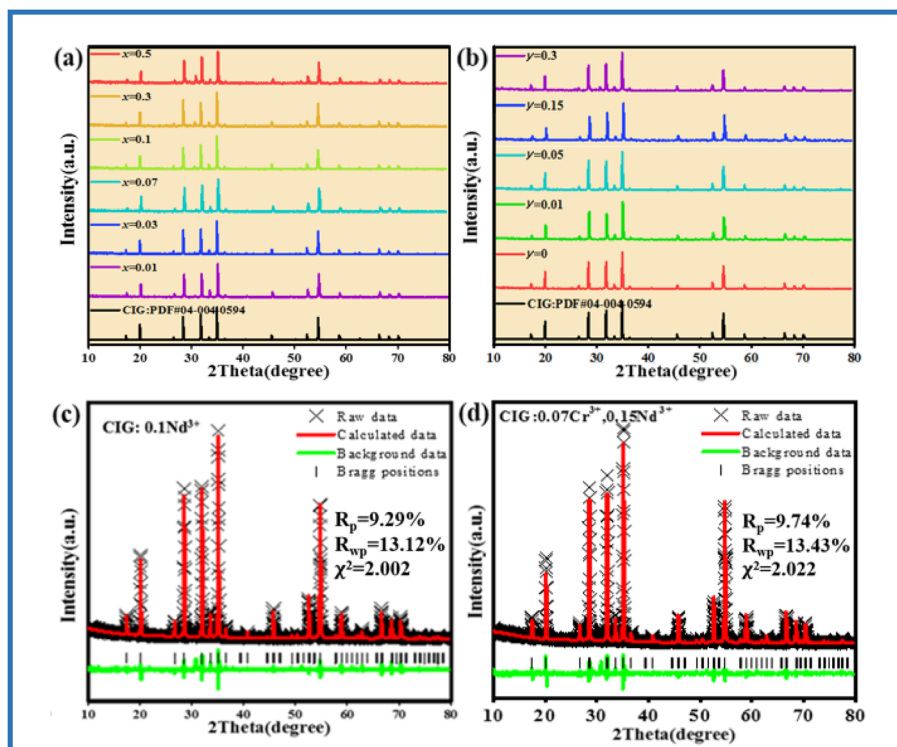 (a)
x=0.5
x=0.3
x=0.1
x=0.07
x=0.03
x=0.01
CIG:PDF#04-004-0594
Intensity(a.u.)
10 20 30 40 50 60 70 80
2Theta(degree)
(b)
y=0.3
y=0.15
y=0.05
y=0.01
y=0
CIG:PDF#04-004-0594
Intensity(a.u.)
10 20 30 40 50 60 70 80
2Theta(degree)
(c)
CIG: 0.1Nd³⁺
Raw data
Calculated data
Background data
Bragg positions
Rp=9.29%
Rwp=13.12%
χ²=2.002
Intensity(a.u.)
10 20 30 40 50 60 70 80
2Theta(degree)
(d)
CIG:0.07Cr³⁺,0.15Nd³⁺
Raw data
Calculated data
Background data
Bragg positions
Rp=9.74%
Rwp=13.43%
χ²=2.022
Intensity(a.u.)
10 20 30 40 50 60 70 80
2Theta(degree)